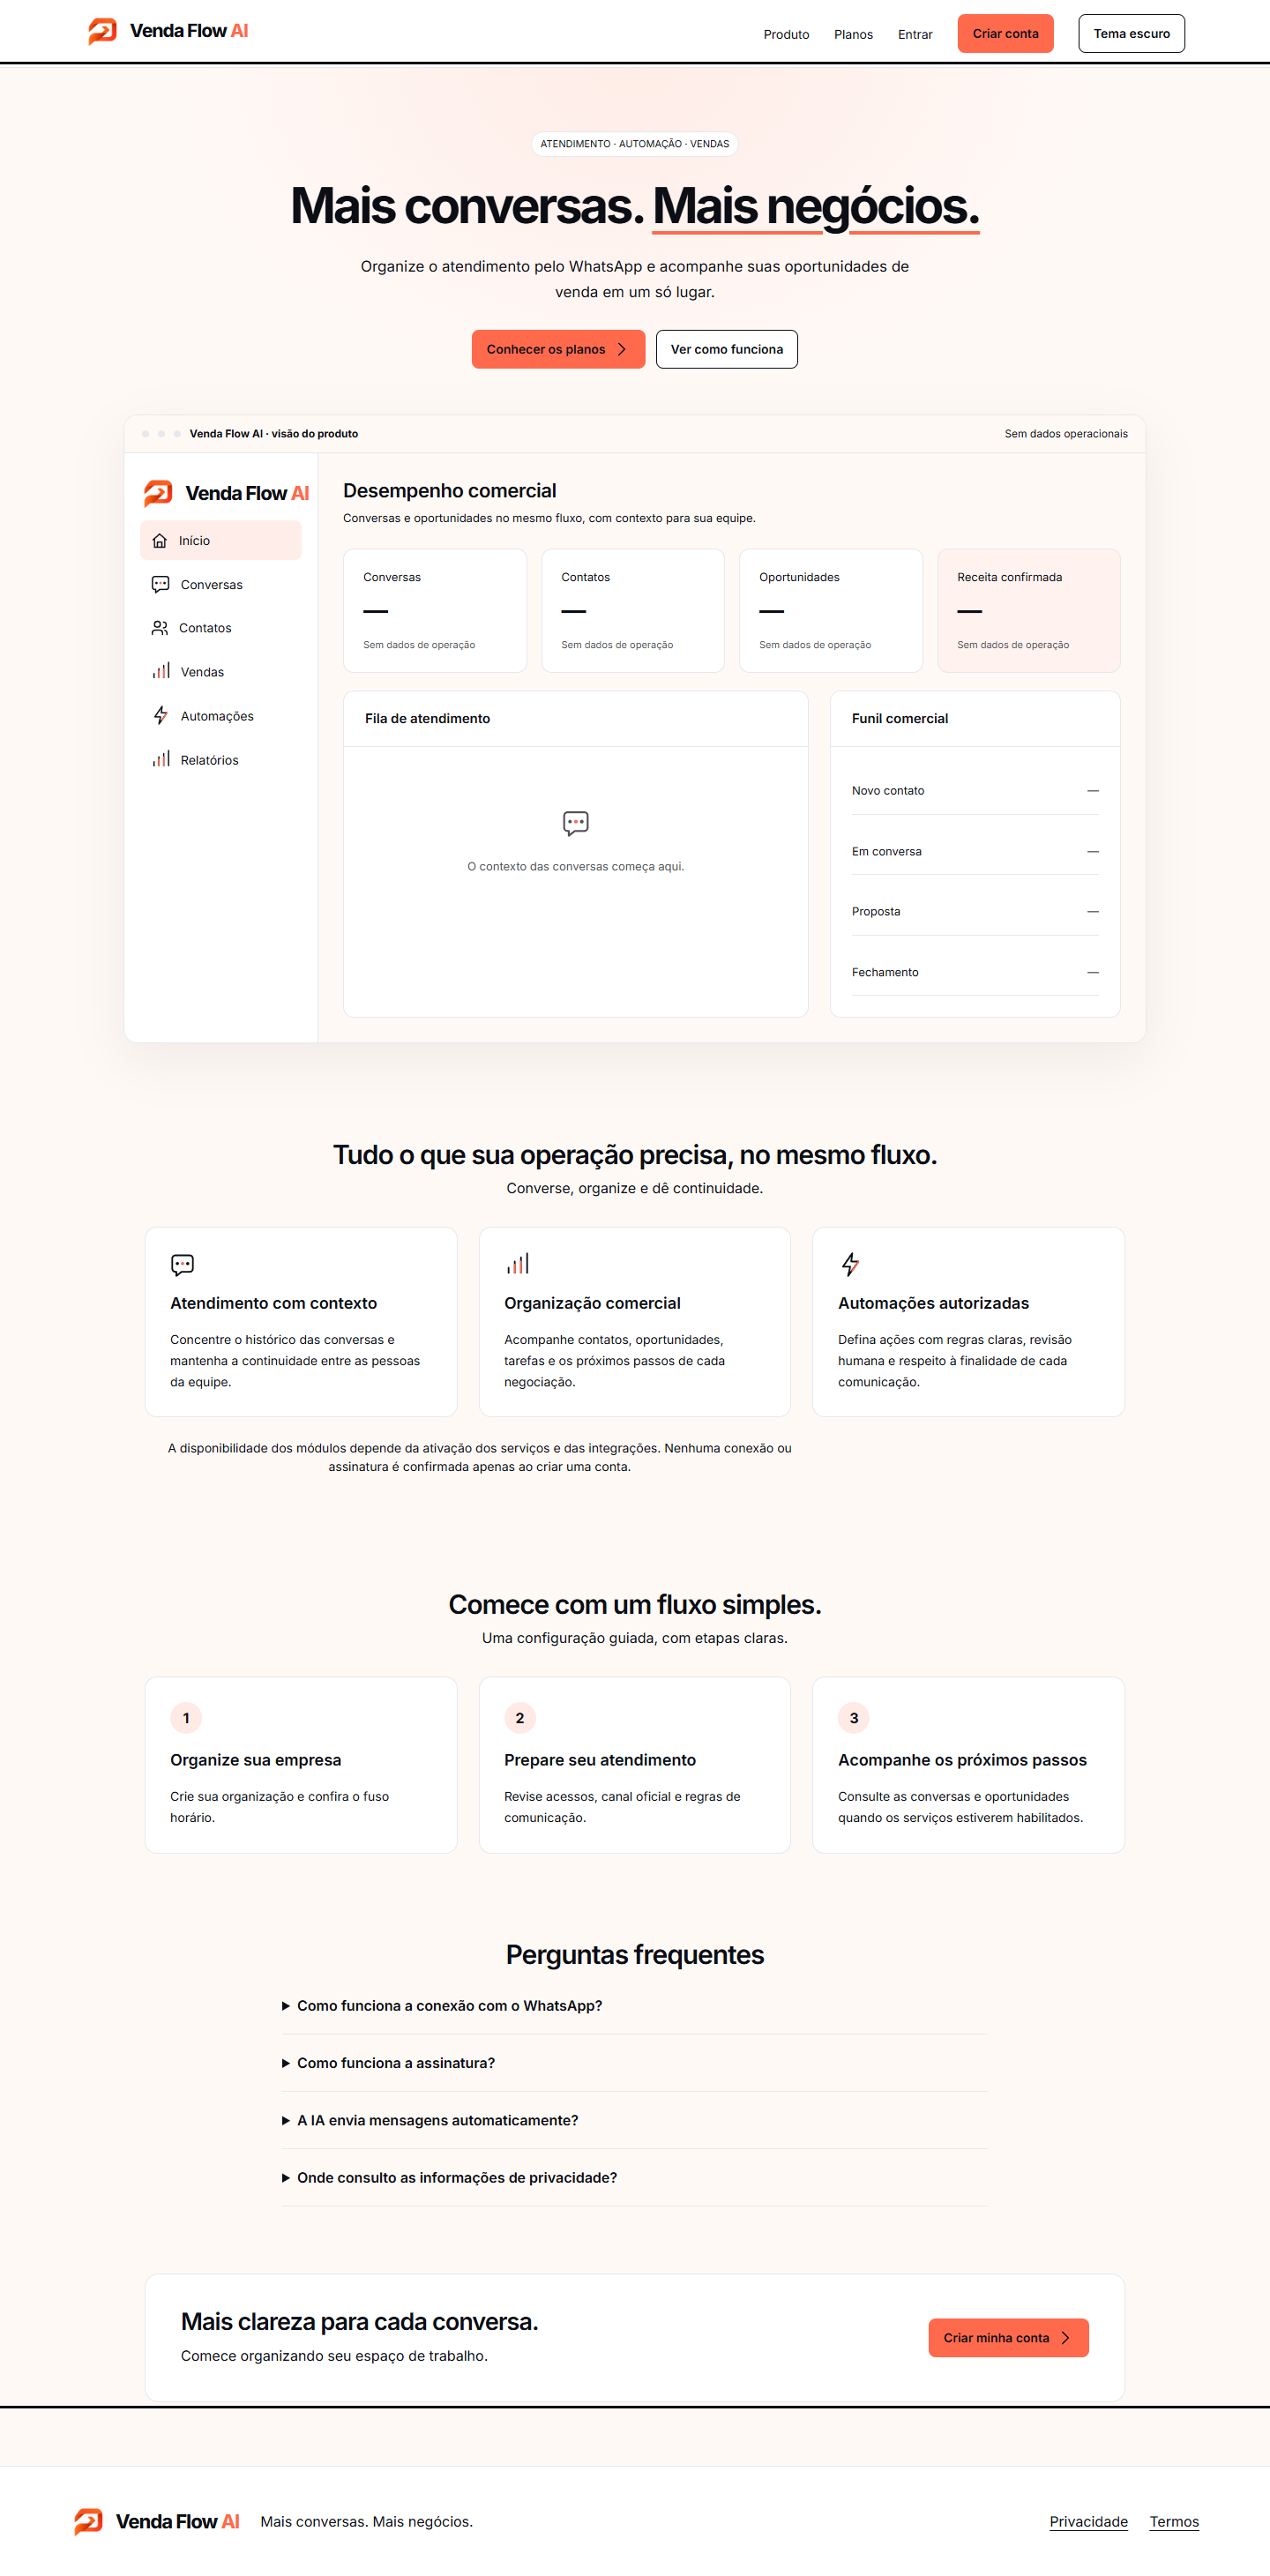 Venda Flow AI
Produto
Planos
Entrar
Criar conta
Tema escuro
ATENDIMENTO · AUTOMAÇÃO · VENDAS
Mais conversas. Mais negócios.
Organize o atendimento pelo WhatsApp e acompanhe suas oportunidades de
venda em um só lugar.
Conhecer os planos
Ver como funciona
Venda Flow AI · visão do produto
Sem dados operacionais
Venda Flow AI
Início
Conversas
Contatos
Vendas
Automações
Relatórios
Desempenho comercial
Conversas e oportunidades no mesmo fluxo, com contexto para sua equipe.
Conversas
—
Sem dados de operação
Contatos
—
Sem dados de operação
Oportunidades
—
Sem dados de operação
Receita confirmada
—
Sem dados de operação
Fila de atendimento
O contexto das conversas começa aqui.
Funil comercial
Novo contato —
Em conversa —
Proposta —
Fechamento —
Tudo o que sua operação precisa, no mesmo fluxo.
Converse, organize e dê continuidade.
Atendimento com contexto
Concentre o histórico das conversas e
mantenha a continuidade entre as pessoas
da equipe.
Organização comercial
Acompanhe contatos, oportunidades,
tarefas e os próximos passos de cada
negociação.
Automações autorizadas
Defina ações com regras claras, revisão
humana e respeito à finalidade de cada
comunicação.
A disponibilidade dos módulos depende da ativação dos serviços e das integrações. Nenhuma conexão ou
assinatura é confirmada apenas ao criar uma conta.
Comece com um fluxo simples.
Uma configuração guiada, com etapas claras.
1
Organize sua empresa
Crie sua organização e confira o fuso
horário.
2
Prepare seu atendimento
Revise acessos, canal oficial e regras de
comunicação.
3
Acompanhe os próximos passos
Consulte as conversas e oportunidades
quando os serviços estiverem habilitados.
Perguntas frequentes
Como funciona a conexão com o WhatsApp?
Como funciona a assinatura?
A IA envia mensagens automaticamente?
Onde consulto as informações de privacidade?
Mais clareza para cada conversa.
Comece organizando seu espaço de trabalho.
Criar minha conta
Venda Flow AI
Mais conversas. Mais negócios.
Privacidade
Termos